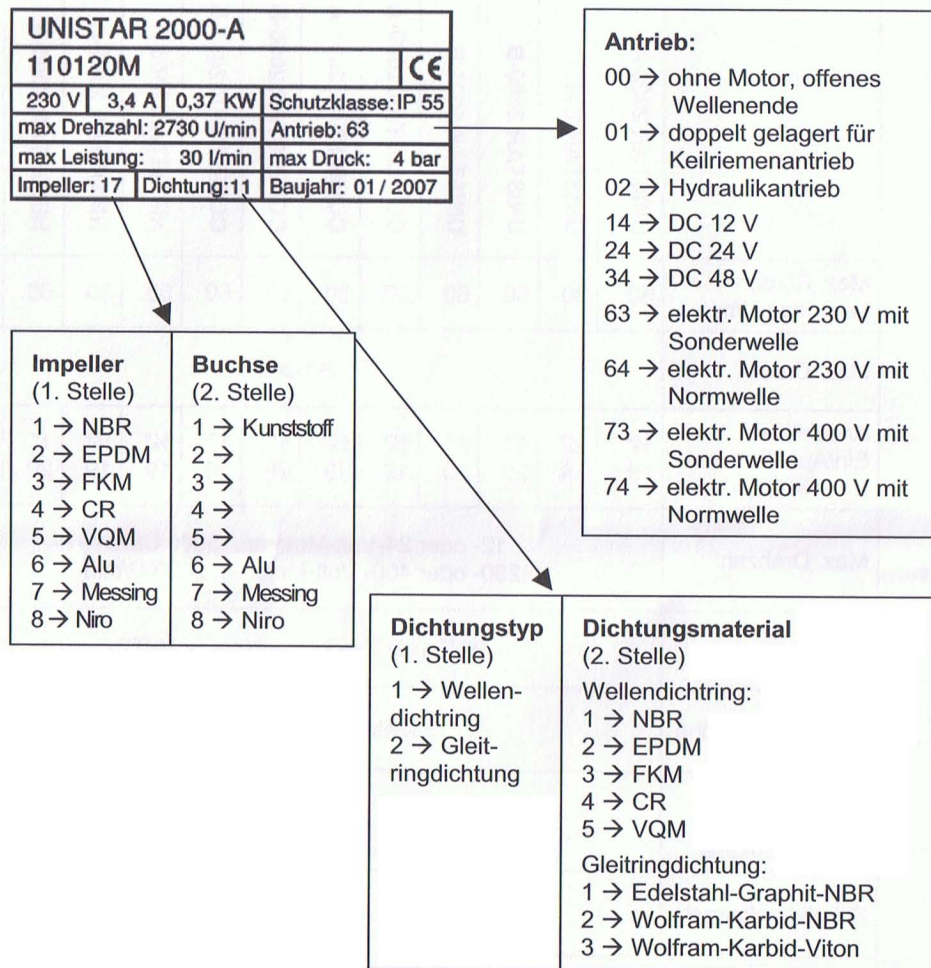 UNISTAR 2000-A
110120M CE
230 V 3,4 A 0,37 KW Schutzklasse: IP 55
max Drehzahl: 2730 U/min Antrieb: 63
max Leistung: 30 l/min max Druck: 4 bar
Impeller: 17 Dichtung:11 Baujahr: 01 / 2007
Antrieb:
00 → ohne Motor, offenes
Wellenende
01 → doppelt gelagert für
Keilriemenantrieb
02 → Hydraulikantrieb
14 → DC 12 V
24 → DC 24 V
34 → DC 48 V
63 → elektr. Motor 230 V mit
Sonderwelle
64 → elektr. Motor 230 V mit
Normwelle
73 → elektr. Motor 400 V mit
Sonderwelle
74 → elektr. Motor 400 V mit
Normwelle
Impeller
(1. Stelle)
1 → NBR
2 → EPDM
3 → FKM
4 → CR
5 → VQM
6 → Alu
7 → Messing
8 → Niro
Buchse
(2. Stelle)
1 → Kunststoff
2 →
3 →
4 →
5 →
6 → Alu
7 → Messing
8 → Niro
Dichtungstyp
(1. Stelle)
1 → Wellen-
dichtring
2 → Gleit-
ringdichtung
Dichtungsmaterial
(2. Stelle)
Wellendichtring:
1 → NBR
2 → EPDM
3 → FKM
4 → CR
5 → VQM
Gleitringdichtung:
1 → Edelstahl-Graphit-NBR
2 → Wolfram-Karbid-NBR
3 → Wolfram-Karbid-Viton